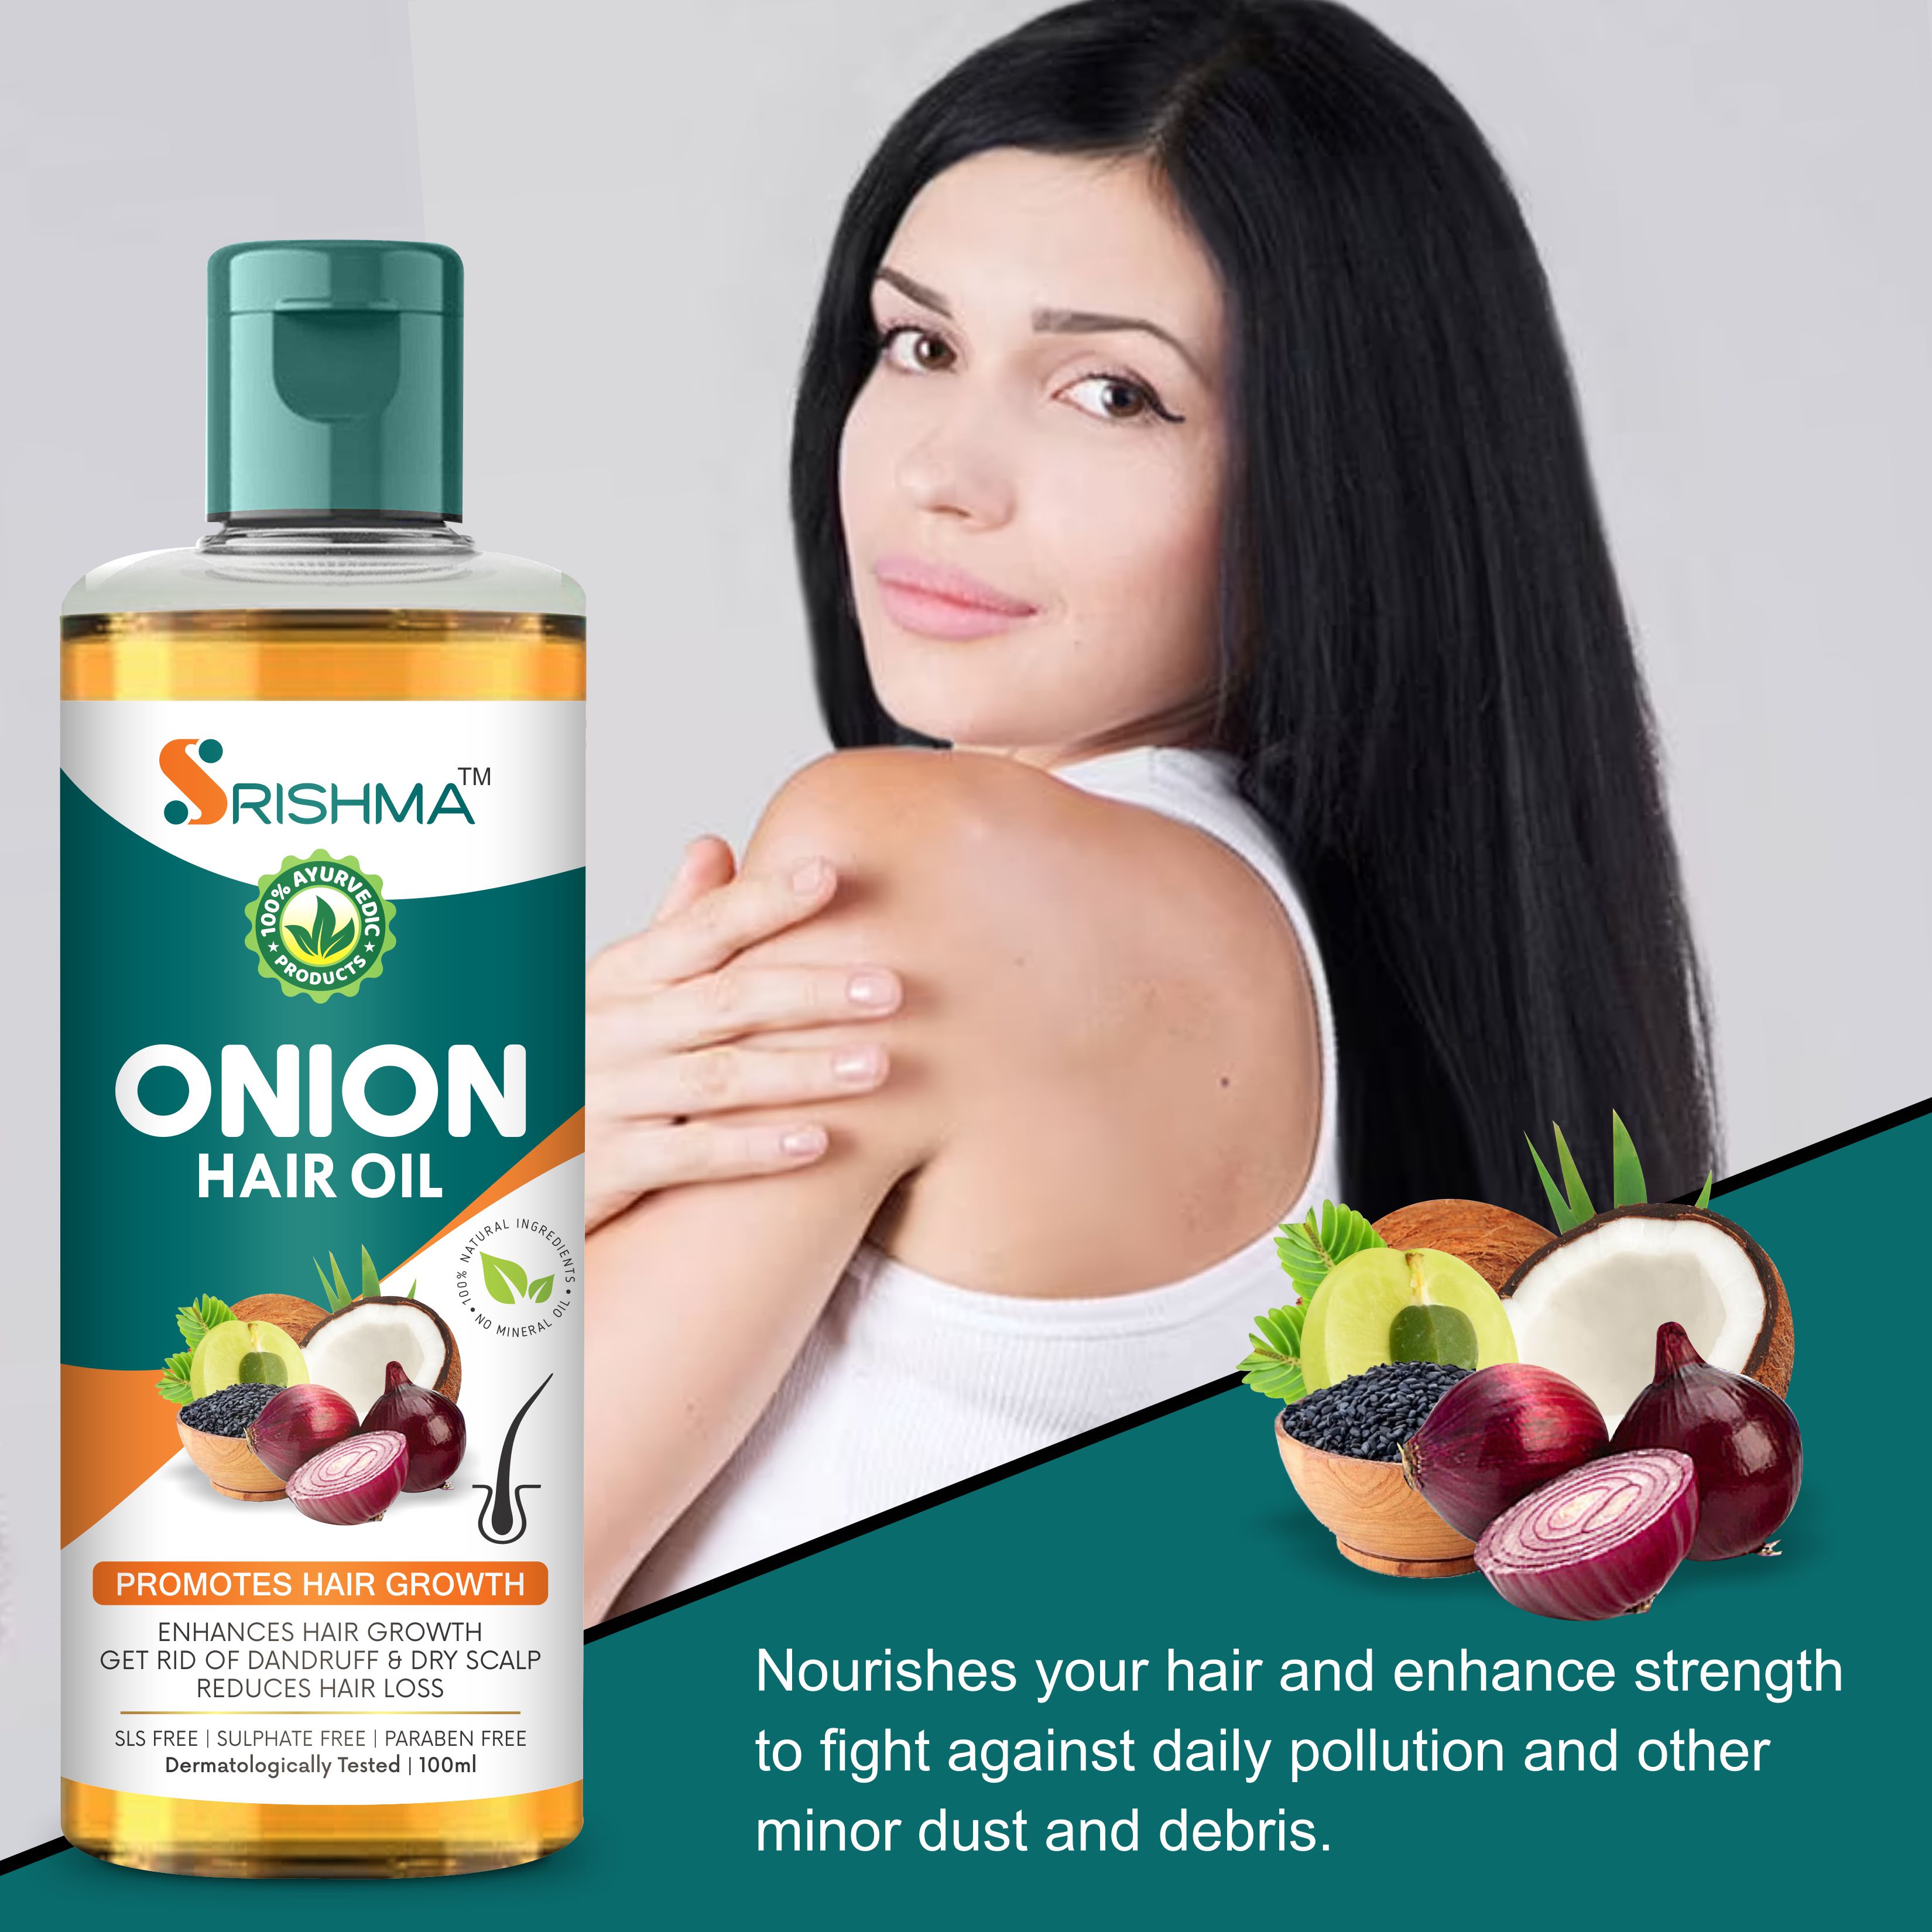 SRISHMA™
100% AYURVEDIC
PRODUCTS
ONION
HAIR OIL
100% NATURAL INGREDIENTS
NO MINERAL OIL
PROMOTES HAIR GROWTH
ENHANCES HAIR GROWTH
GET RID OF DANDRUFF & DRY SCALP
REDUCES HAIR LOSS
SLS FREE | SULPHATE FREE | PARABEN FREE
Dermatologically Tested | 100ml
Nourishes your hair and enhance strength
to fight against daily pollution and other
minor dust and debris.